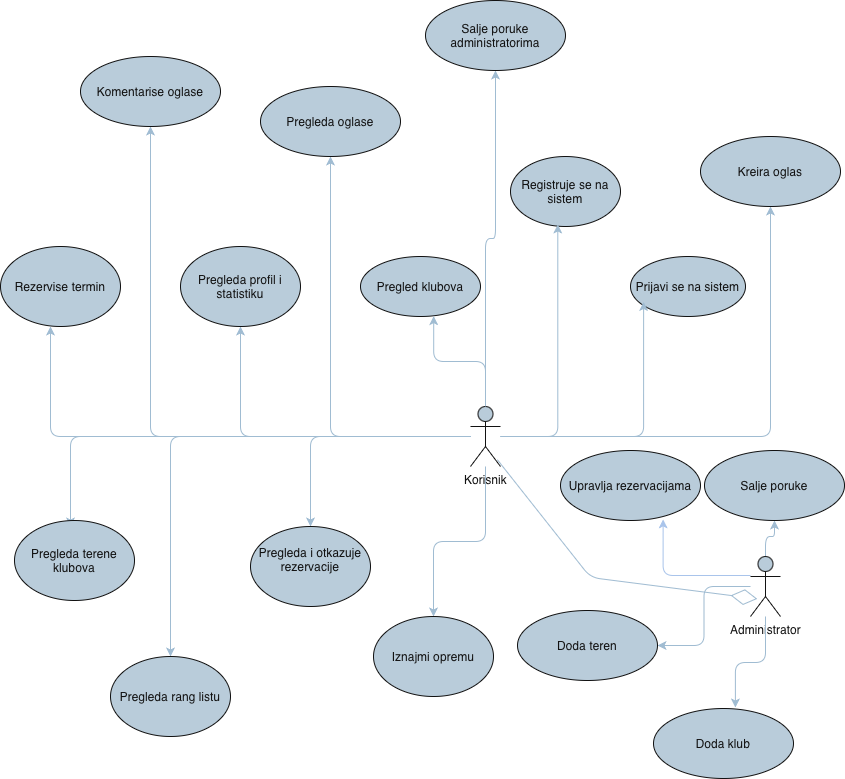 Salje poruke
administratorima
Komentarise oglase
Pregleda oglase
Kreira oglas
Registruje se na
sistem
Rezervise termin
Pregleda profil i
statistiku
Pregled klubova
Prijavi se na sistem
Korisnik
Upravlja rezervacijama
Salje poruke
Pregleda terene
klubova
Pregleda i otkazuje
rezervacije
Administrator
Doda teren
Iznajmi opremu
Pregleda rang listu
Doda klub